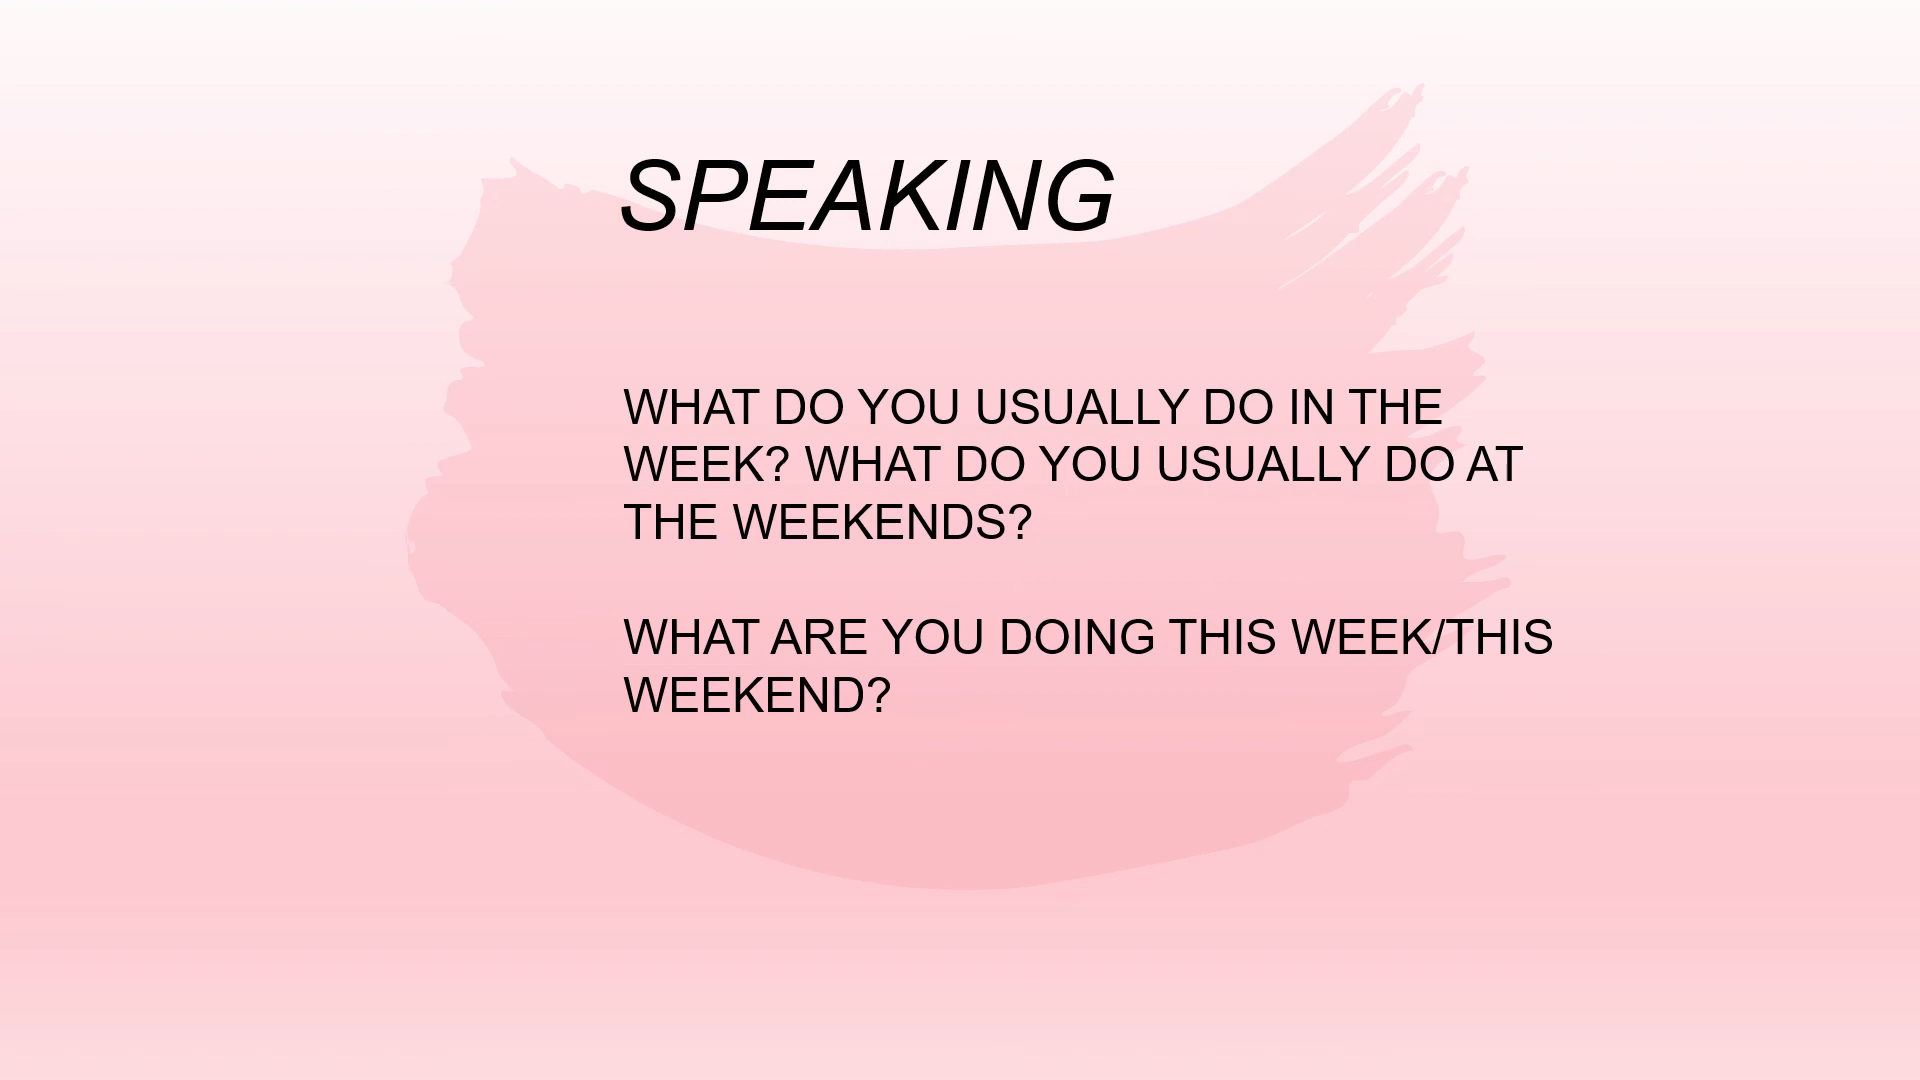 SPEAKING
WHAT DO YOU USUALLY DO IN THE
WEEK? WHAT DO YOU USUALLY DO AT
THE WEEKENDS?
WHAT ARE YOU DOING THIS WEEK/THIS
WEEKEND?